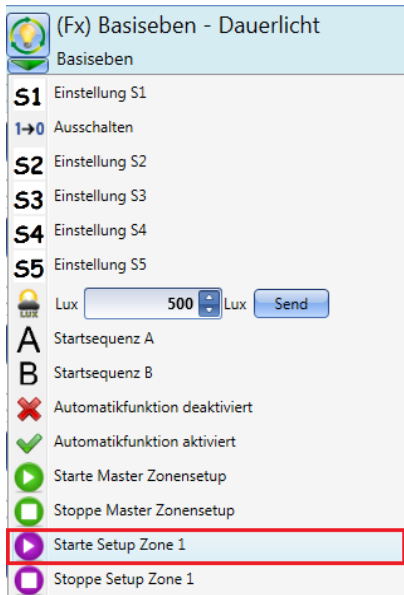 (Fx) Basiseben - Dauerlicht
Basiseben
S1 Einstellung S1
1→0 Ausschalten
S2 Einstellung S2
S3 Einstellung S3
S4 Einstellung S4
S5 Einstellung S5
LUX Lux 500 Lux Send
A Startsequenz A
B Startsequenz B
Automatikfunktion deaktiviert
Automatikfunktion aktiviert
Starte Master Zonensetup
Stoppe Master Zonensetup
Starte Setup Zone 1
Stoppe Setup Zone 1